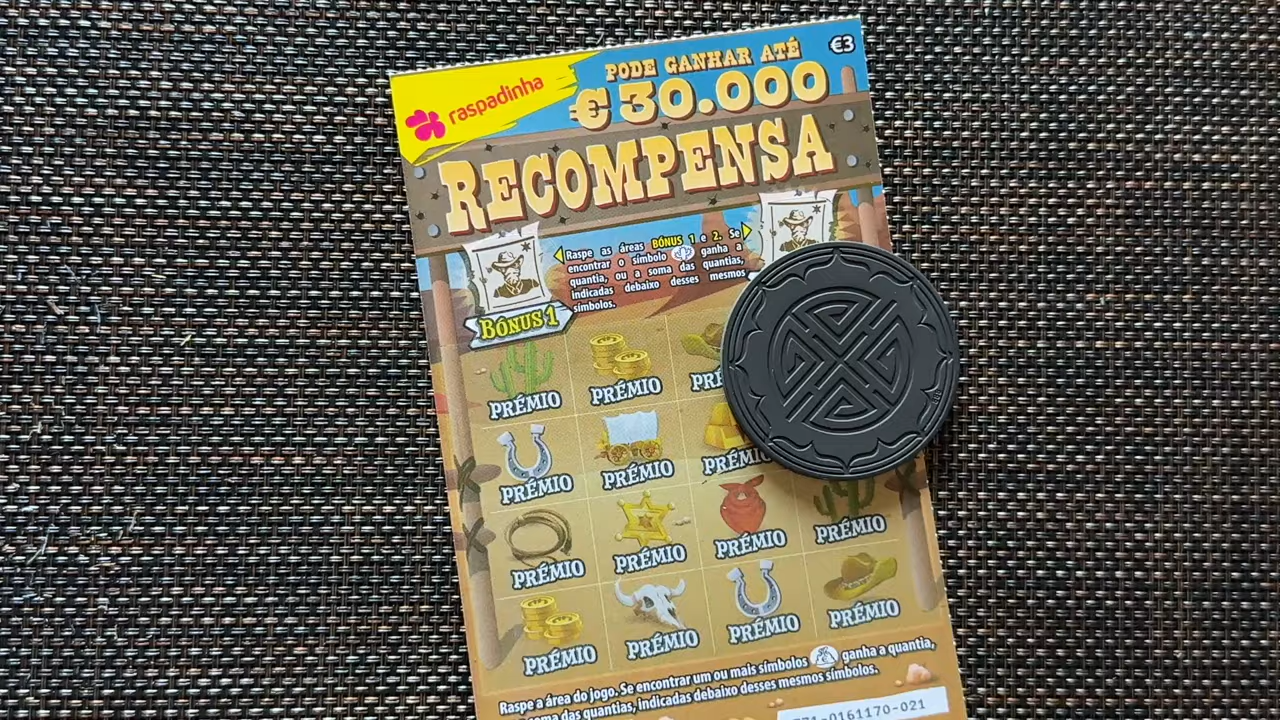 PODE GANHAR ATÉ
€3
raspadinha
€30.000
RECOMPENSA
Raspe as áreas BÓNUS 1 e 2. Se
encontrar o símbolo ganha a
quantia, ou a soma das quantias,
indicadas debaixo desses mesmos
símbolos.
BÓNUS 1
PRÉMIO PRÉMIO
PRÉMIO PRÉMIO PRÉMIO
PRÉMIO PRÉMIO PRÉMIO PRÉMIO
PRÉMIO PRÉMIO PRÉMIO PRÉMIO
Raspe a área do jogo. Se encontrar um ou mais símbolos ganha a quantia,
soma das quantias, indicadas debaixo desses mesmos símbolos.
0161170-021